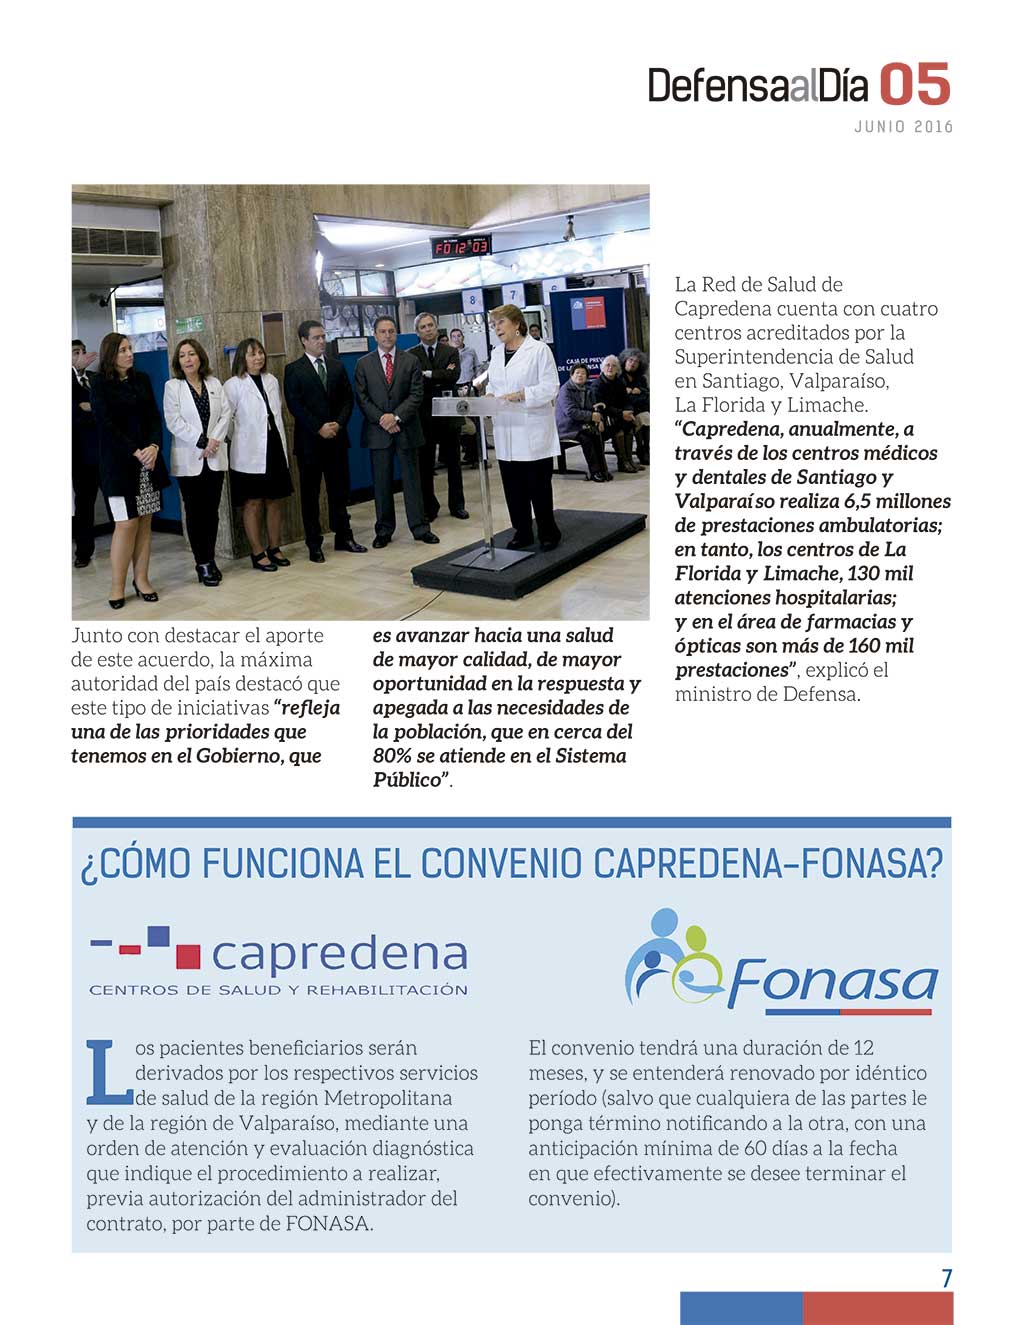 DefensaalDía 05
JUNIO 2016
FO 12 03
8
7
6
CAJA DE PREV
DE LA DEFENSA
Junto con destacar el aporte
de este acuerdo, la máxima
autoridad del país destacó que
este tipo de iniciativas “refleja
una de las prioridades que
tenemos en el Gobierno, que
es avanzar hacia una salud
de mayor calidad, de mayor
oportunidad en la respuesta y
apegada a las necesidades de
la población, que en cerca del
80% se atiende en el Sistema
Público”.
La Red de Salud de
Capredena cuenta con cuatro
centros acreditados por la
Superintendencia de Salud
en Santiago, Valparaíso,
La Florida y Limache.
“Capredena, anualmente, a
través de los centros médicos
y dentales de Santiago y
Valparaíso realiza 6,5 millones
de prestaciones ambulatorias;
en tanto, los centros de La
Florida y Limache, 130 mil
atenciones hospitalarias;
y en el área de farmacias y
ópticas son más de 160 mil
prestaciones”, explicó el
ministro de Defensa.
¿CÓMO FUNCIONA EL CONVENIO CAPREDENA-FONASA?
capredena
CENTROS DE SALUD Y REHABILITACIÓN
Fonasa
Los pacientes beneficiarios serán
derivados por los respectivos servicios
de salud de la región Metropolitana
y de la región de Valparaíso, mediante una
orden de atención y evaluación diagnóstica
que indique el procedimiento a realizar,
previa autorización del administrador del
contrato, por parte de FONASA.
El convenio tendrá una duración de 12
meses, y se entenderá renovado por idéntico
período (salvo que cualquiera de las partes le
ponga término notificando a la otra, con una
anticipación mínima de 60 días a la fecha
en que efectivamente se desee terminar el
convenio).
7